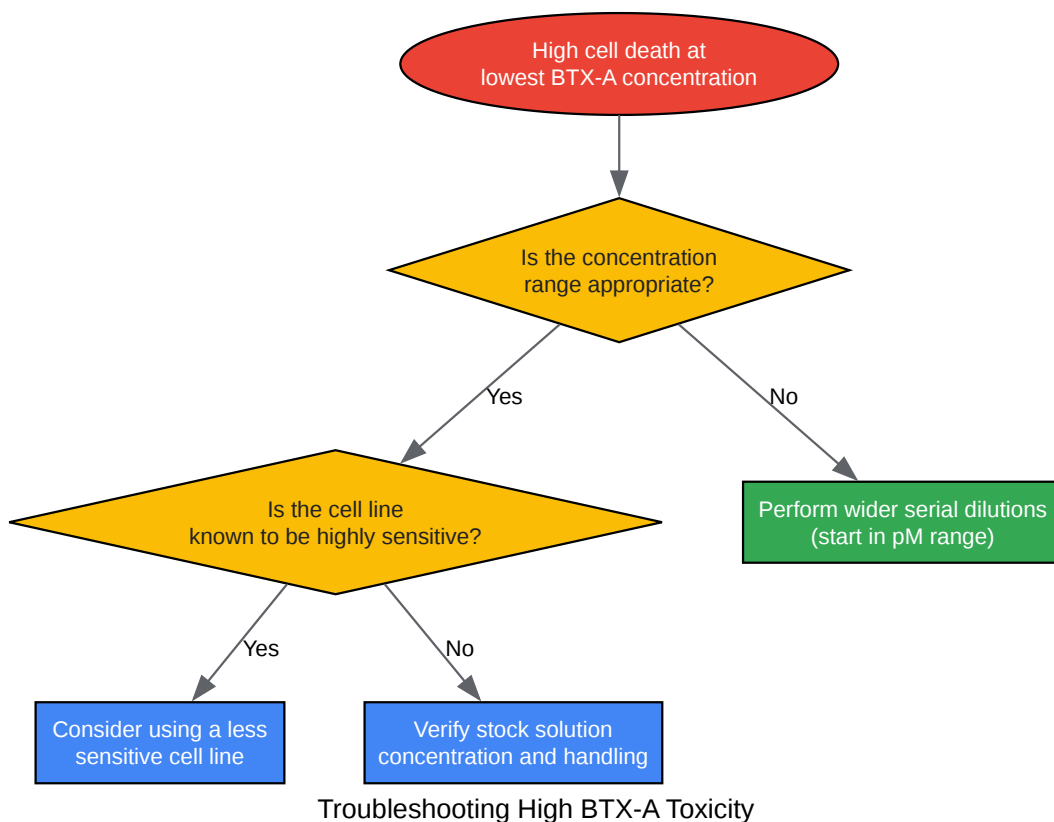 High cell death at
lowest BTX-A concentration
Is the concentration
range appropriate?
Yes
No
Is the cell line
known to be highly sensitive?
Perform wider serial dilutions
(start in pM range)
Yes
No
Consider using a less
sensitive cell line
Verify stock solution
concentration and handling
Troubleshooting High BTX-A Toxicity